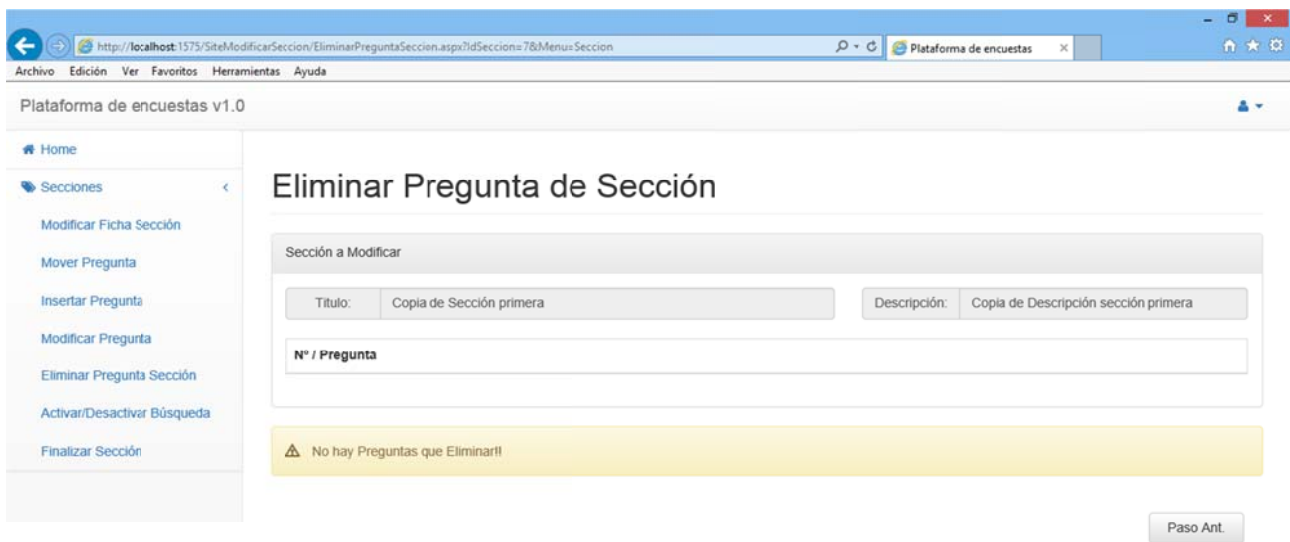 http://localhost:1575/SiteModificarSeccion/EliminarPreguntaSeccion.aspx?IdSeccion=7&Menu=Seccion
Plataforma de encuestas
Archivo Edición Ver Favoritos Herramientas Ayuda
Plataforma de encuestas v1.0
Home
Secciones
Modificar Ficha Sección
Mover Pregunta
Insertar Pregunta
Modificar Pregunta
Eliminar Pregunta Sección
Activar/Desactivar Búsqueda
Finalizar Sección
Eliminar Pregunta de Sección
Sección a Modificar
Titulo: Copia de Sección primera Descripción: Copia de Descripción sección primera
Nº / Pregunta
No hay Preguntas que Eliminar!!
Paso Ant.